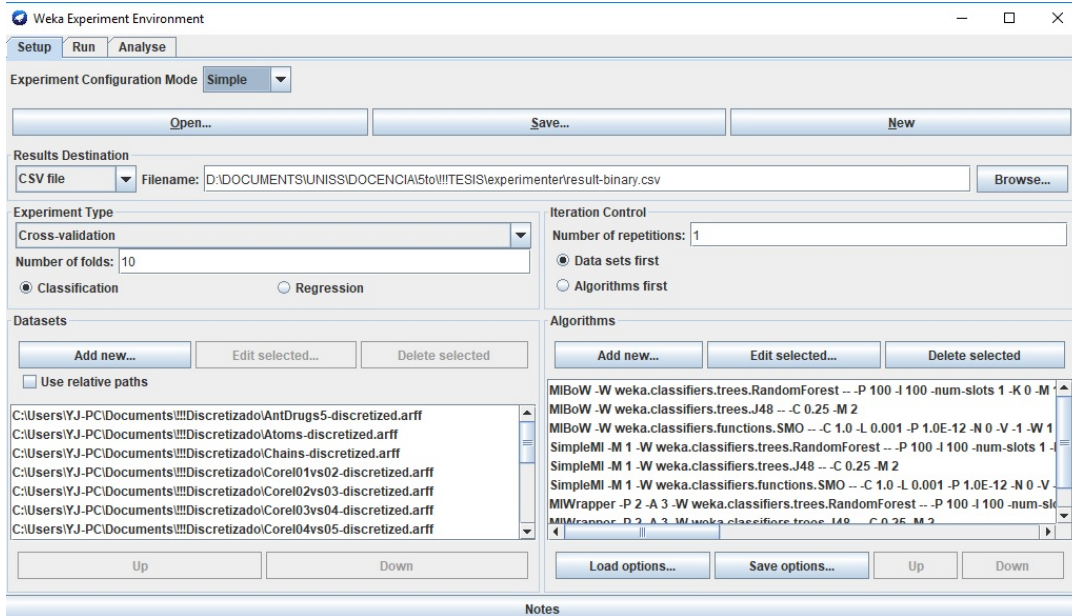 Weka Experiment Environment
Setup Run Analyse
Experiment Configuration Mode Simple
Open... Save... New
Results Destination
CSV file Filename: D:\DOCUMENTS\UNISS\DOCENCIA\5to\!!!TESIS\experimenter\result-binary.csv Browse...
Experiment Type
Cross-validation
Number of folds: 10
Classification Regression
Iteration Control
Number of repetitions: 1
Data sets first
Algorithms first
Datasets
Add new... Edit selected... Delete selected
Use relative paths
C:\Users\YJ-PC\Documents\!!!Discretizado\AntDrugs5-discretized.arff
C:\Users\YJ-PC\Documents\!!!Discretizado\Atoms-discretized.arff
C:\Users\YJ-PC\Documents\!!!Discretizado\Chains-discretized.arff
C:\Users\YJ-PC\Documents\!!!Discretizado\Corel01vs02-discretized.arff
C:\Users\YJ-PC\Documents\!!!Discretizado\Corel02vs03-discretized.arff
C:\Users\YJ-PC\Documents\!!!Discretizado\Corel03vs04-discretized.arff
C:\Users\YJ-PC\Documents\!!!Discretizado\Corel04vs05-discretized.arff
Up Down
Algorithms
Add new... Edit selected... Delete selected
MIBoW -W weka.classifiers.trees.RandomForest -- -P 100 -I 100 -num-slots 1 -K 0 -M
MIBoW -W weka.classifiers.trees.J48 -- -C 0.25 -M 2
MIBoW -W weka.classifiers.functions.SMO -- -C 1.0 -L 0.001 -P 1.0E-12 -N 0 -V -1 -W 1
SimpleMI -M 1 -W weka.classifiers.trees.RandomForest -- -P 100 -I 100 -num-slots 1
SimpleMI -M 1 -W weka.classifiers.trees.J48 -- -C 0.25 -M 2
SimpleMI -M 1 -W weka.classifiers.functions.SMO -- -C 1.0 -L 0.001 -P 1.0E-12 -N 0 -V
MIWrapper -P 2 -A 3 -W weka.classifiers.trees.RandomForest -- -P 100 -I 100
MIWrapper -P 2 -A 3 -W weka.classifiers.trees.J48 -- -C 0.25 -M 2
Load options... Save options... Up Down
Notes